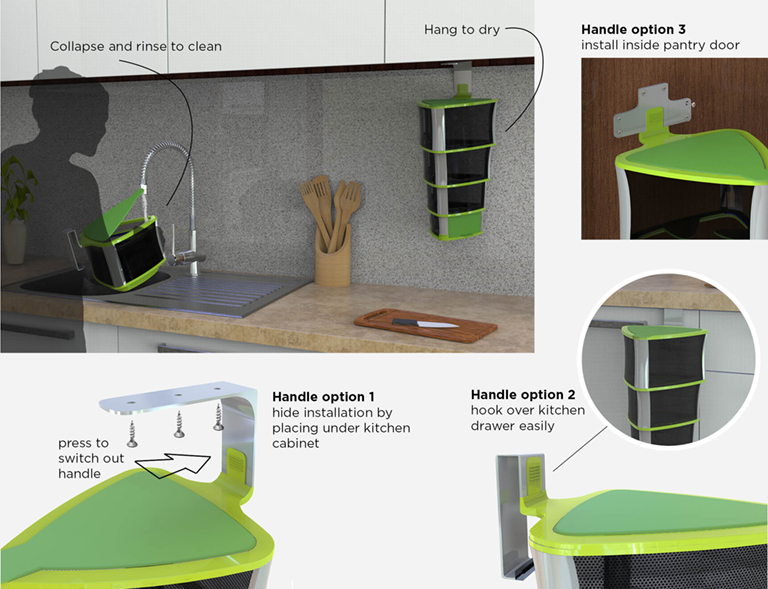 Collapse and rinse to clean
Hang to dry
Handle option 3
install inside pantry door
Handle option 1
hide installation by
placing under kitchen
cabinet
press to
switch out
handle
Handle option 2
hook over kitchen
drawer easily